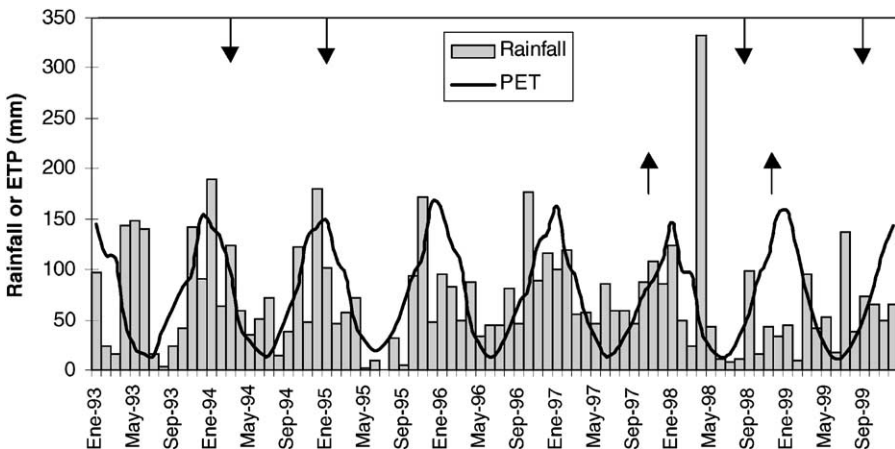 350
300
250
200
150
100
50
0
Rainfall or ETP (mm)
Rainfall
PET
Ene-93
May-93
Sep-93
Ene-94
May-94
Sep-94
Ene-95
May-95
Sep-95
Ene-96
May-96
Sep-96
Ene-97
May-97
Sep-97
Ene-98
May-98
Sep-98
Ene-99
May-99
Sep-99